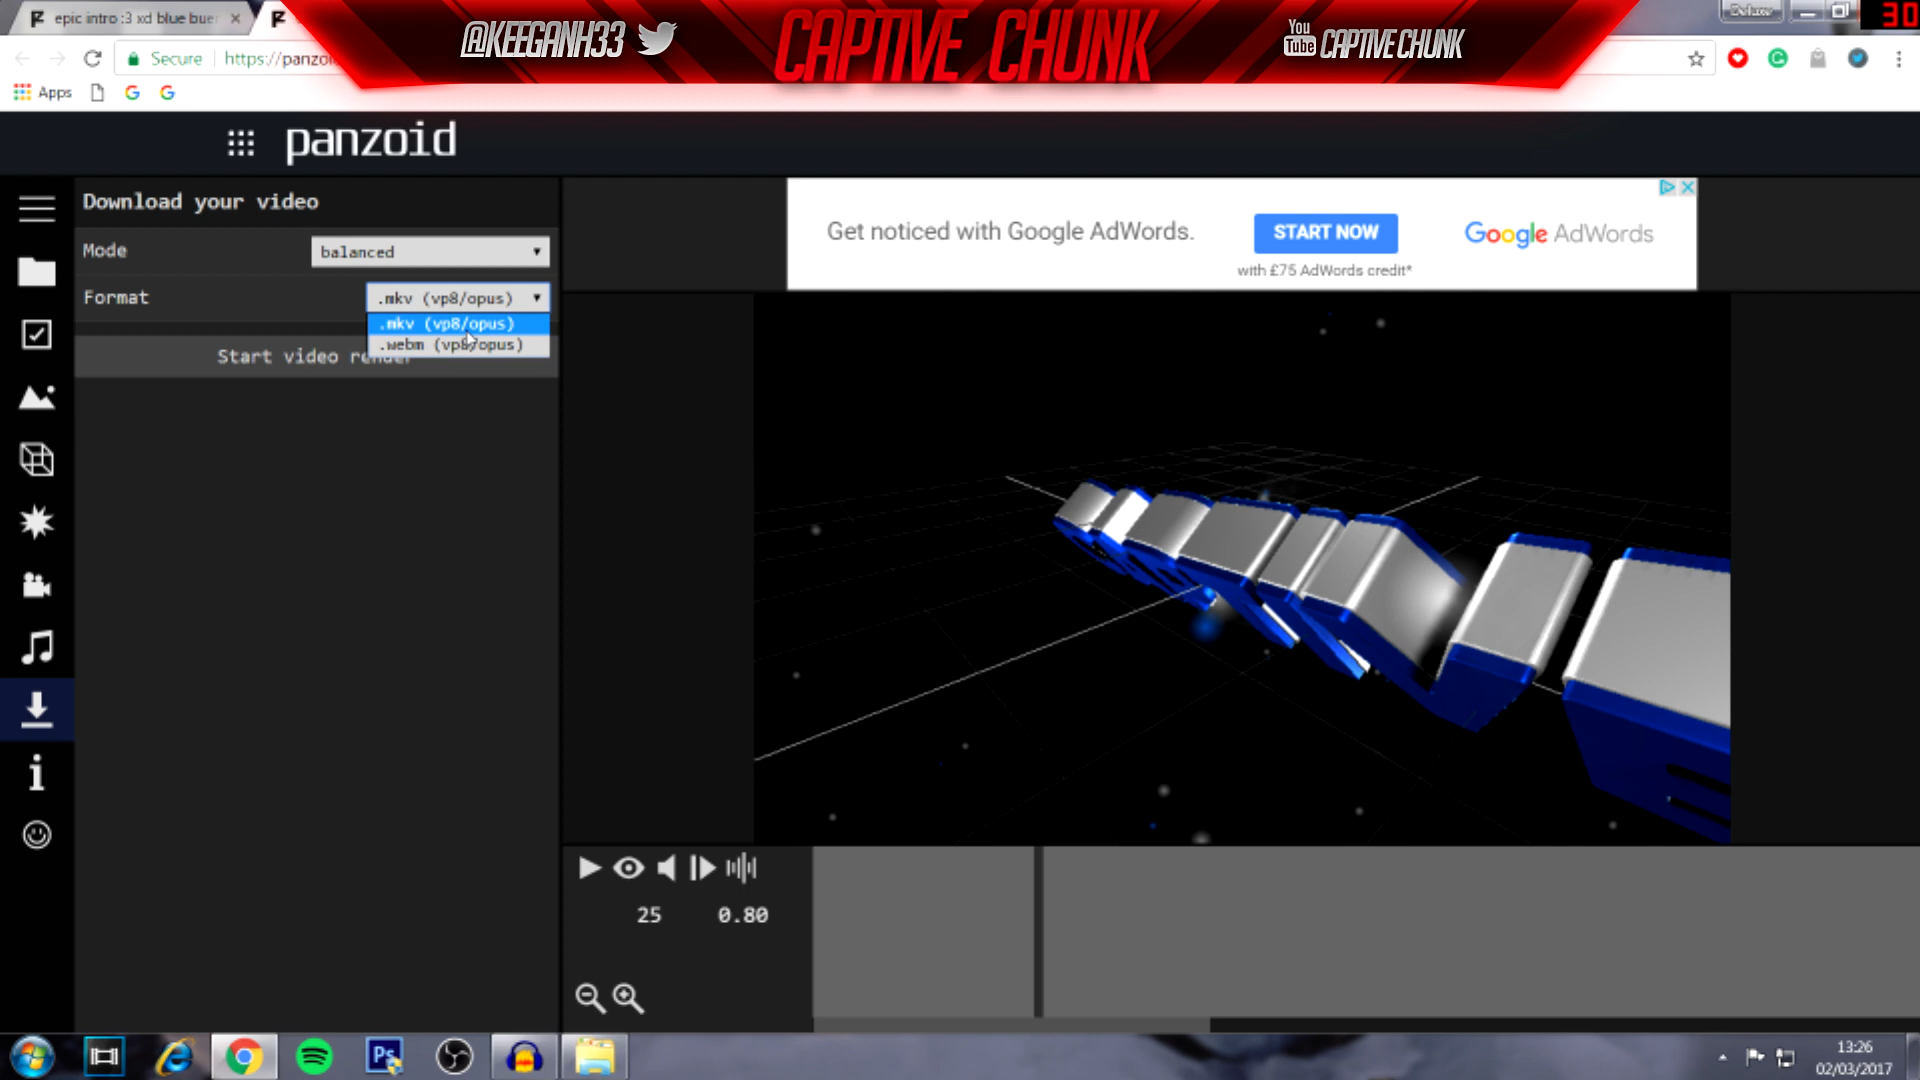 epic intro :3 xd blue bue
@KEEGANH33
CAPTIVE CHUNK
You
Tube CAPTIVE CHUNK
Deluxe
30
Secure
https://panzoi
Apps
panzoid
Download your video
Mode
balanced
Format
.mkv (vp8/opus)
.mkv (vp8/opus)
.webm (vp8/opus)
Start video render
Get noticed with Google AdWords.
START NOW
with £75 AdWords credit*
Google AdWords
25
0.80
Ps
13:26
02/03/2017